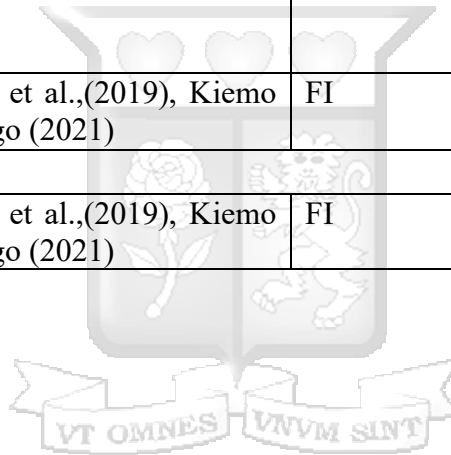 et al.,(2019), Kiemo FI
go (2021)
et al.,(2019), Kiemo FI
go (2021)
VT OMNES VNVM SINT